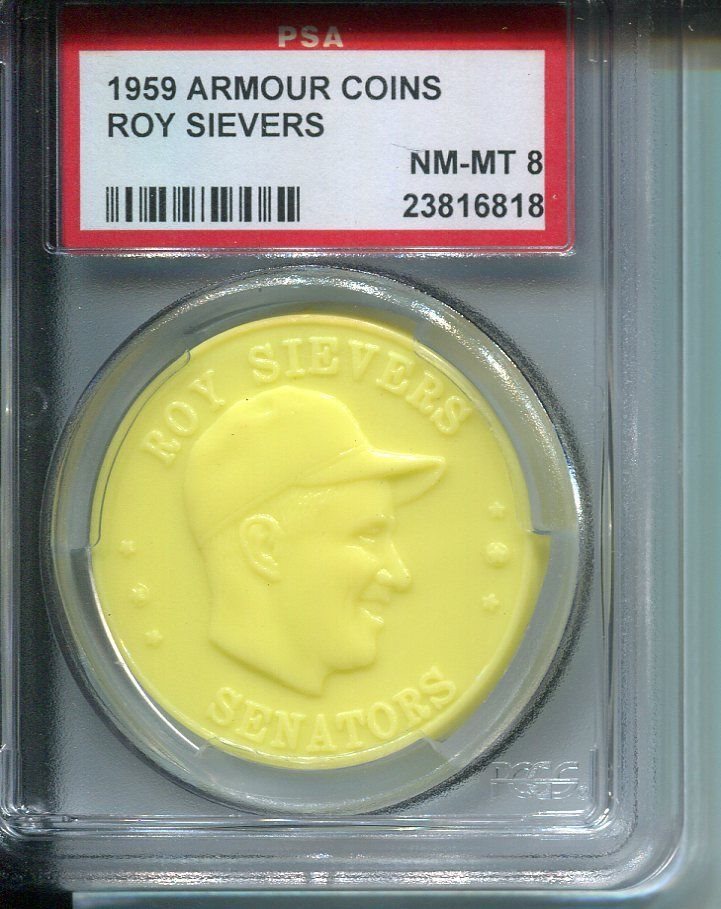 PSA
1959 ARMOUR COINS
ROY SIEVERS
NM-MT 8
23816818
ROY SIEVERS
SENATORS